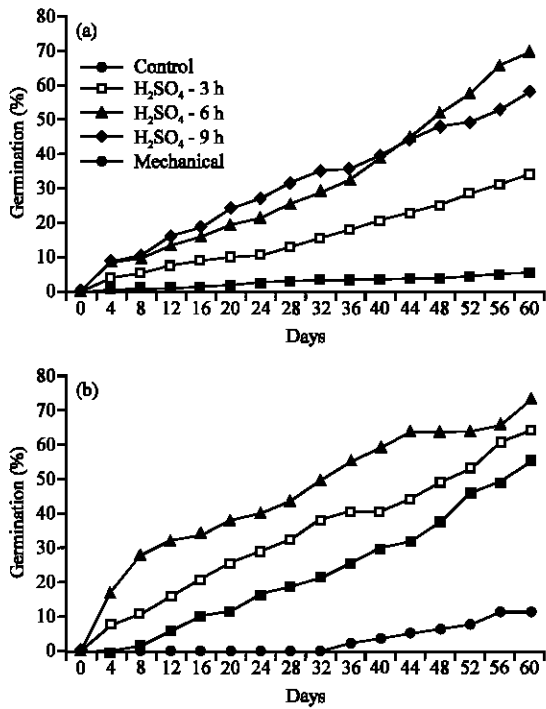 (a)
80
70
60
50
40
30
20
10
0
Germination (%)
Control
H₂SO₄ - 3 h
H₂SO₄ - 6 h
H₂SO₄ - 9 h
Mechanical
0 4 8 12 16 20 24 28 32 36 40 44 48 52 56 60
Days
(b)
80
70
60
50
40
30
20
10
0
Germination (%)
0 4 8 12 16 20 24 28 32 36 40 44 48 52 56 60
Days